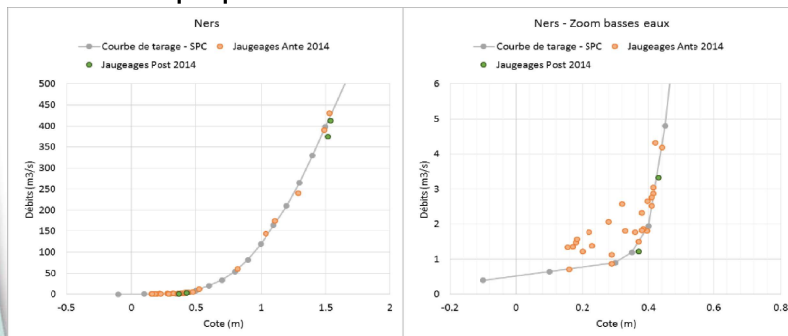 Ners
Courbe de tarage - SPC Jaugeages Ante 2014
Jaugeages Post 2014
500
450
400
350
300
250
200
150
100
50
0
-0.5 0 0.5 1 1.5 2
Débits (m3/s)
Cote (m)
Ners - Zoom basses eaux
Courbe de tarage - SPC Jaugeages Ante 2014
Jaugeages Post 2014
6
5
4
3
2
1
0
-0.2 0 0.2 0.4 0.6 0.8
Débits (m3/s)
Cote (m)